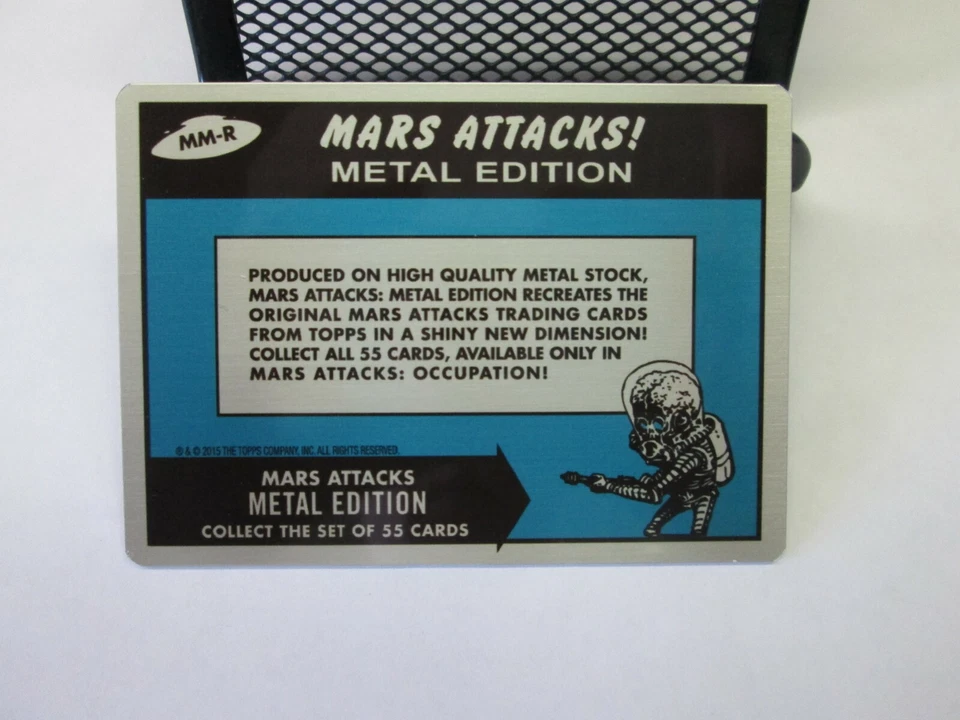 MM-R
MARS ATTACKS!
METAL EDITION
PRODUCED ON HIGH QUALITY METAL STOCK,
MARS ATTACKS: METAL EDITION RECREATES THE
ORIGINAL MARS ATTACKS TRADING CARDS
FROM TOPPS IN A SHINY NEW DIMENSION!
COLLECT ALL 55 CARDS, AVAILABLE ONLY IN
MARS ATTACKS: OCCUPATION!
® & © 2015 THE TOPPS COMPANY, INC. ALL RIGHTS RESERVED.
MARS ATTACKS
METAL EDITION
COLLECT THE SET OF 55 CARDS